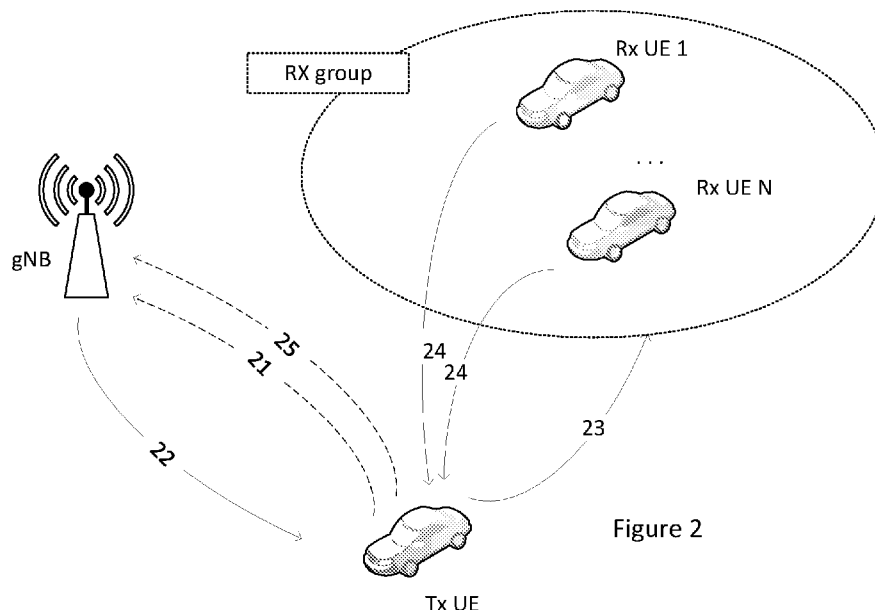 Rx UE 1
RX group
...
Rx UE N
gNB
25
21
24
24
23
22
Figure 2
Tx UE